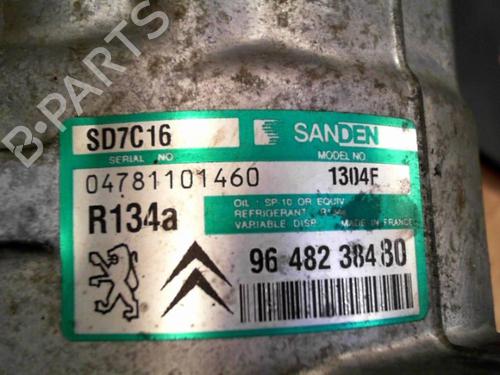 B-PARTS
SD7C16
SANDEN
SERIAL NO
MODEL NO.
04781101460
1304F
R134a
OIL : SP.10 OR EQUIV
REFRIGERANT
VARIABLE DISP. MADE IN FRANCE
96 482 384 80